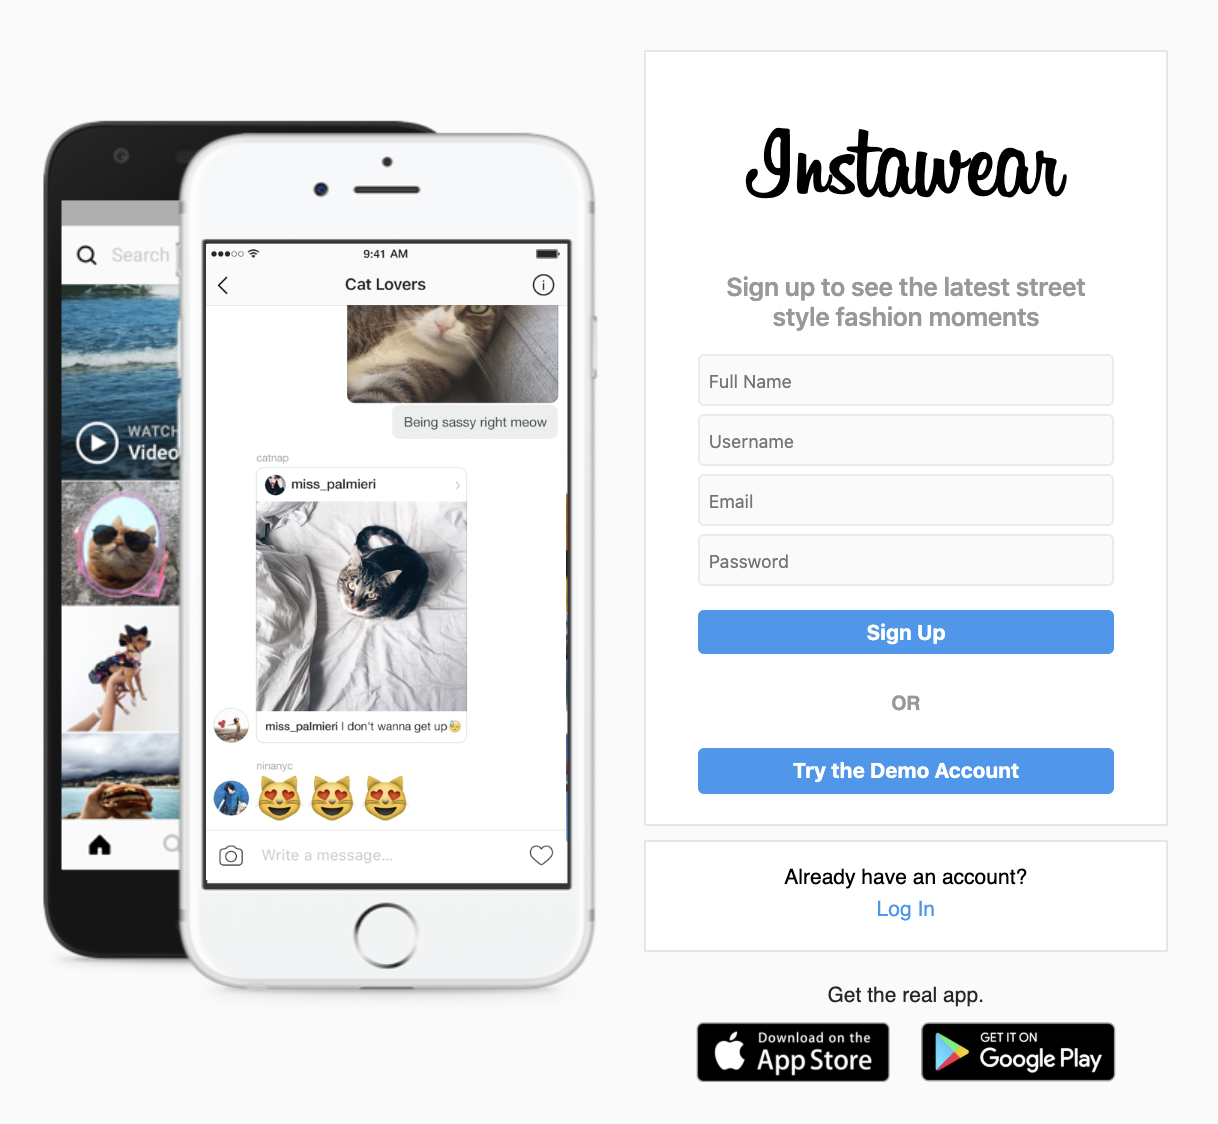 Search
WATCH
Video
9:41 AM
Cat Lovers
Being sassy right meow
catnap
miss_palmieri
miss_palmieri I don't wanna get up
ninanyc
Write a message...
Instawear
Sign up to see the latest street
style fashion moments
Full Name
Username
Email
Password
Sign Up
OR
Try the Demo Account
Already have an account?
Log In
Get the real app.
Download on the
App Store
GET IT ON
Google Play